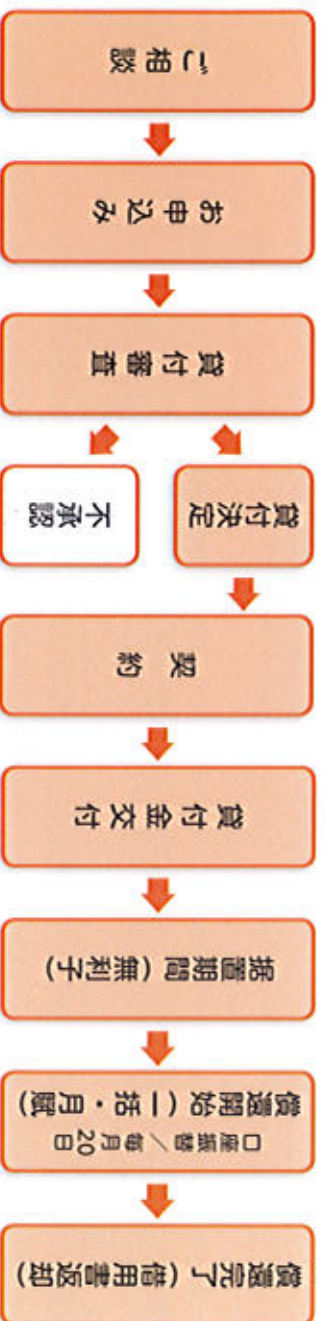 ご相談
お申込み
貸付審査
貸付決定
不承認
契約
貸付金交付
据置期間（無利子）
償還開始（一括・月賦）
口座振替／毎月20日
償還完了（借用書返却）